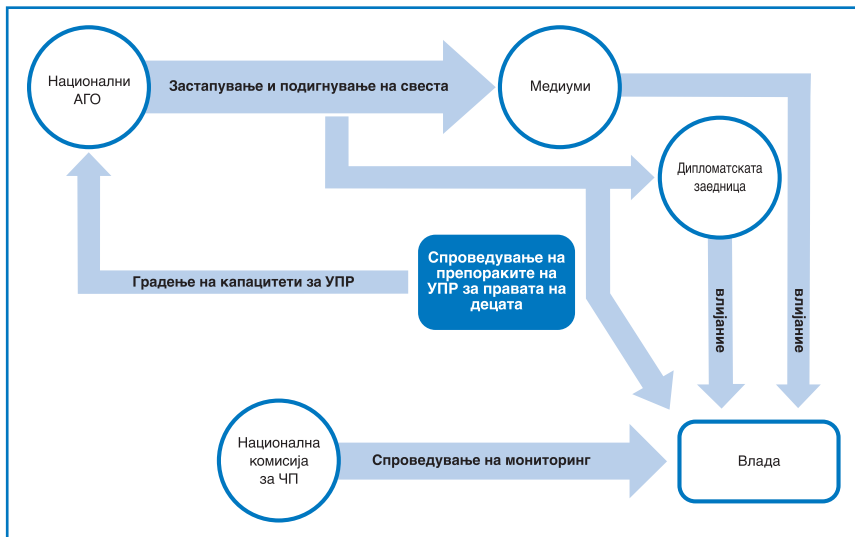 Национални
АГО
Застапување и подигнување на свеста
Медиуми
Дипломатската
заедница
Спроведување на
препораките на
УПР за правата на
децата
Градење на капацитети за УПР
влијание
влијание
Национална
комисија
за ЧП
Спроведување на мониторинг
Влада